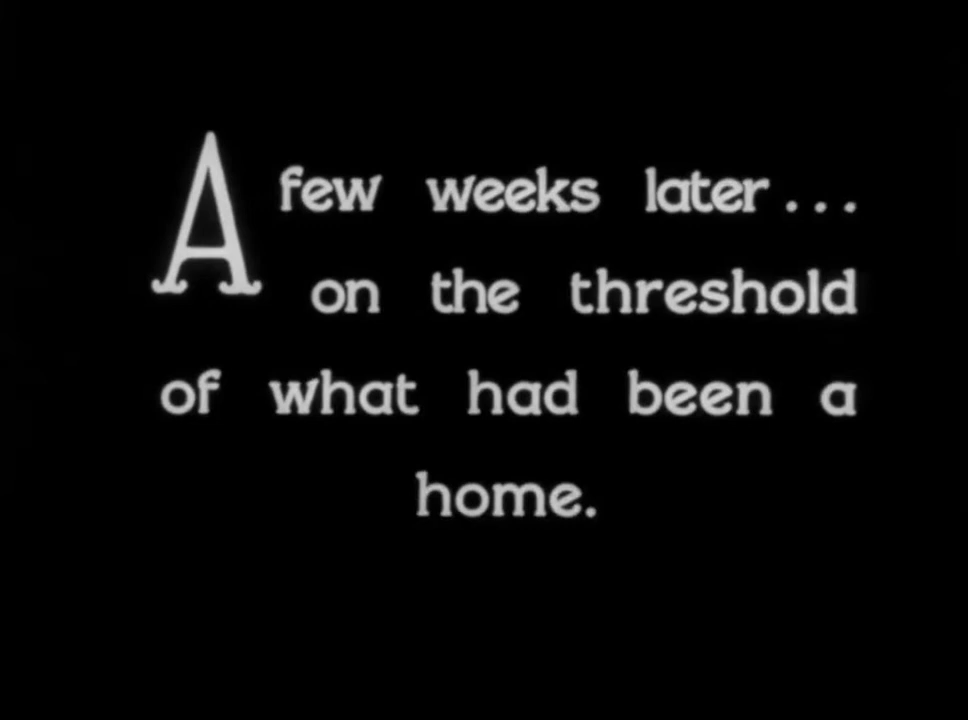 A few weeks later...
on the threshold
of what had been a
home.